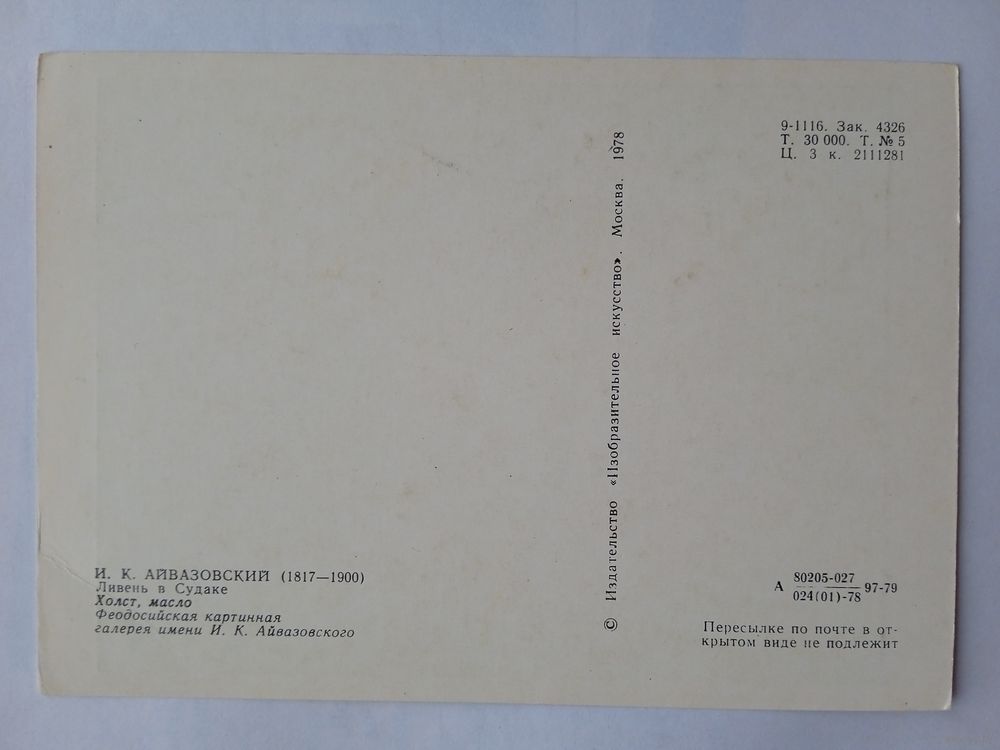 9-1116. Зак. 4326
Т. 30 000. Т. № 5
Ц. 3 к. 2111281
© Издательство «Изобразительное искусство». Москва. 1978
И. К. АЙВАЗОВСКИЙ (1817—1900)
Ливень в Судаке
Холст, масло
Феодосийская картинная
галерея имени И. К. Айвазовского
А 80205-027 97-79
024(01)-78
Пересылке по почте в от-
крытом виде не подлежит